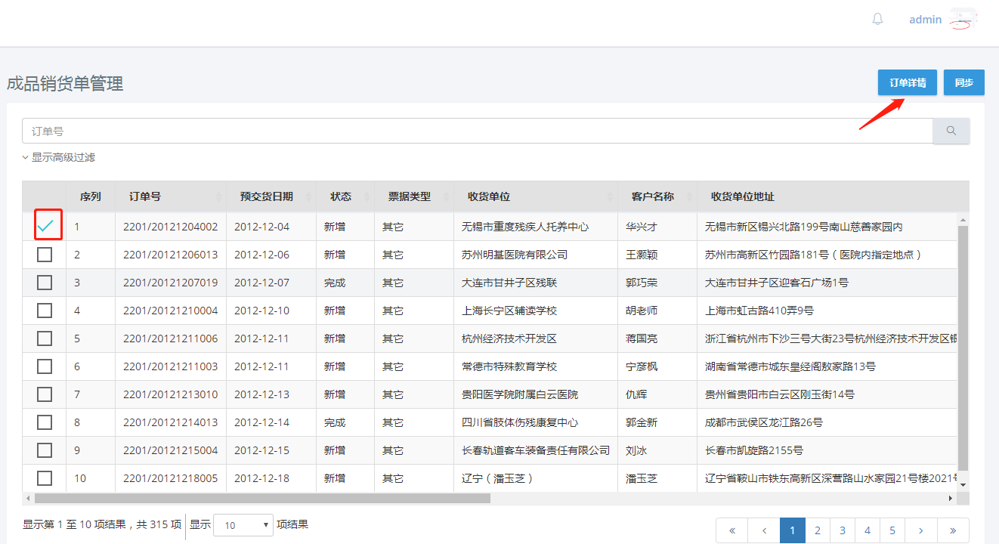 admin
成品销货单管理
订单详情 同步
订单号
显示高级过滤
序列 订单号 预交货日期 状态 票据类型 收货单位 客户名称 收货单位地址
1 2201/20121204002 2012-12-04 新增 其它 无锡市重度残疾人托养中心 华兴才 无锡市新区锡兴北路199号南山慈善家园内
2 2201/20121206013 2012-12-06 新增 其它 苏州明基医院有限公司 王灏颖 苏州市高新区竹园路181号（医院内指定地点）
3 2201/20121207019 2012-12-07 完成 其它 大连市甘井子区残联 郭巧荣 大连市甘井子区迎客石广场1号
4 2201/20121210004 2012-12-10 新增 其它 上海长宁区辅读学校 胡老师 上海市虹古路410弄9号
5 2201/20121211006 2012-12-11 新增 其它 杭州经济技术开发区 蒋国亮 浙江省杭州市下沙三号大街23号杭州经济技术开发区
6 2201/20121211003 2012-12-11 新增 其它 常德市特殊教育学校 宁彦枫 湖南省常德市城东皇经阁敖家路13号
7 2201/20121213010 2012-12-13 新增 其它 贵阳医学院附属白云医院 仇辉 贵州省贵阳市白云区刚玉街14号
8 2201/20121214013 2012-12-14 完成 其它 四川省肢体伤残康复中心 郭金新 成都市武侯区龙江路26号
9 2201/20121215004 2012-12-15 新增 其它 长春轨道客车装备责任有限公司 刘冰 长春市凯旋路2155号
10 2201/20121218005 2012-12-18 新增 其它 辽宁（潘玉芝） 潘玉芝 辽宁省鞍山市铁东高新区深营路山水家园21号楼2021
显示第 1 至 10 项结果，共 315 项 显示 10 项结果
« ‹ 1 2 3 4 5 › »